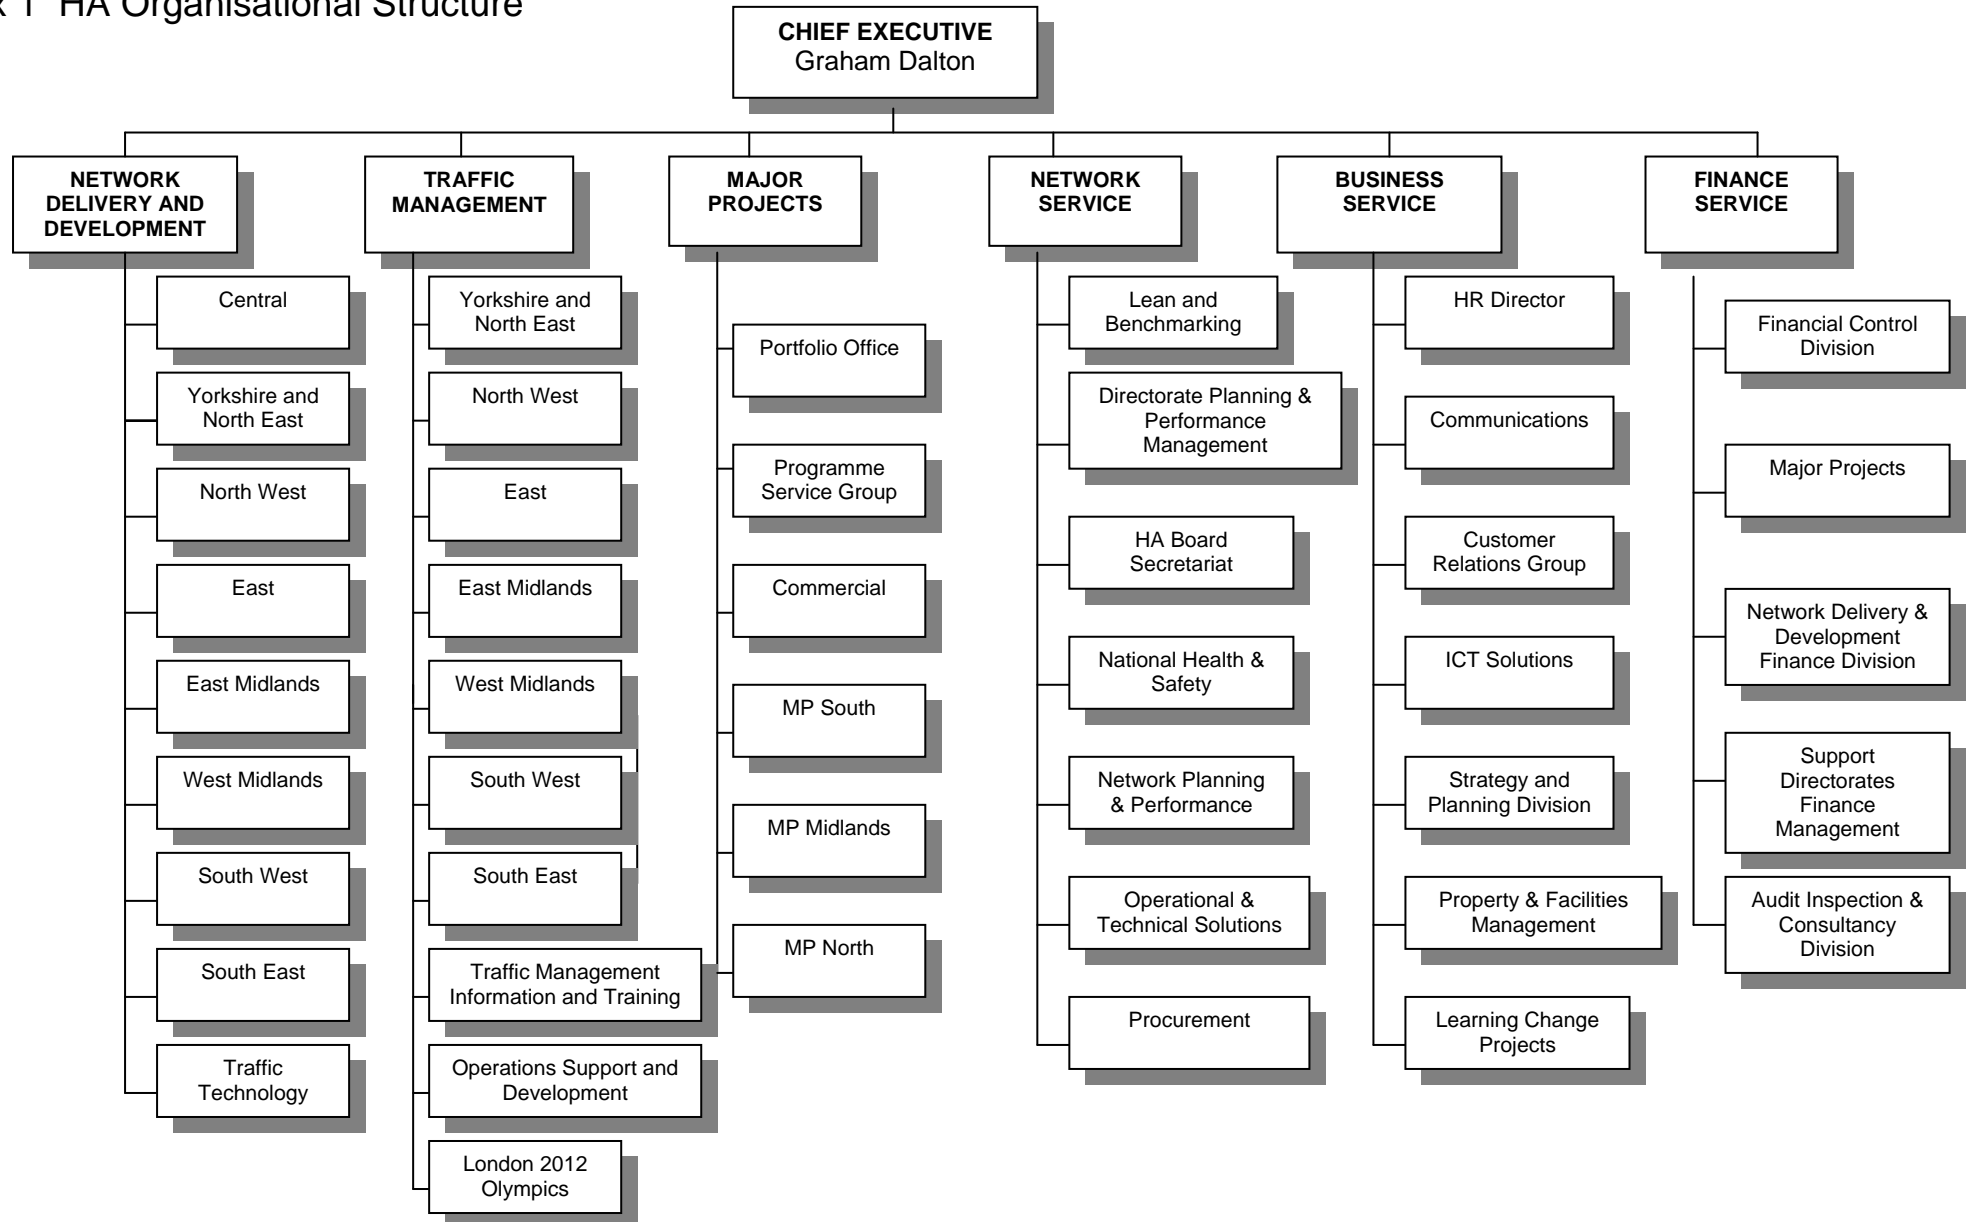 x 1 HA Organisational Structure
CHIEF EXECUTIVE
Graham Dalton
NETWORK
DELIVERY AND
DEVELOPMENT
Central
Yorkshire and
North East
North West
East
East Midlands
West Midlands
South West
South East
Traffic
Technology
TRAFFIC
MANAGEMENT
Yorkshire and
North East
North West
East
East Midlands
West Midlands
South West
South East
Traffic Management
Information and Training
Operations Support and
Development
London 2012
Olympics
MAJOR
PROJECTS
Portfolio Office
Programme
Service Group
Commercial
MP South
MP Midlands
MP North
NETWORK
SERVICE
Lean and
Benchmarking
Directorate Planning &
Performance
Management
HA Board
Secretariat
National Health &
Safety
Network Planning
& Performance
Operational &
Technical Solutions
Procurement
BUSINESS
SERVICE
HR Director
Communications
Customer
Relations Group
ICT Solutions
Strategy and
Planning Division
Property & Facilities
Management
Learning Change
Projects
FINANCE
SERVICE
Financial Control
Division
Major Projects
Network Delivery &
Development
Finance Division
Support
Directorates
Finance
Management
Audit Inspection &
Consultancy
Division